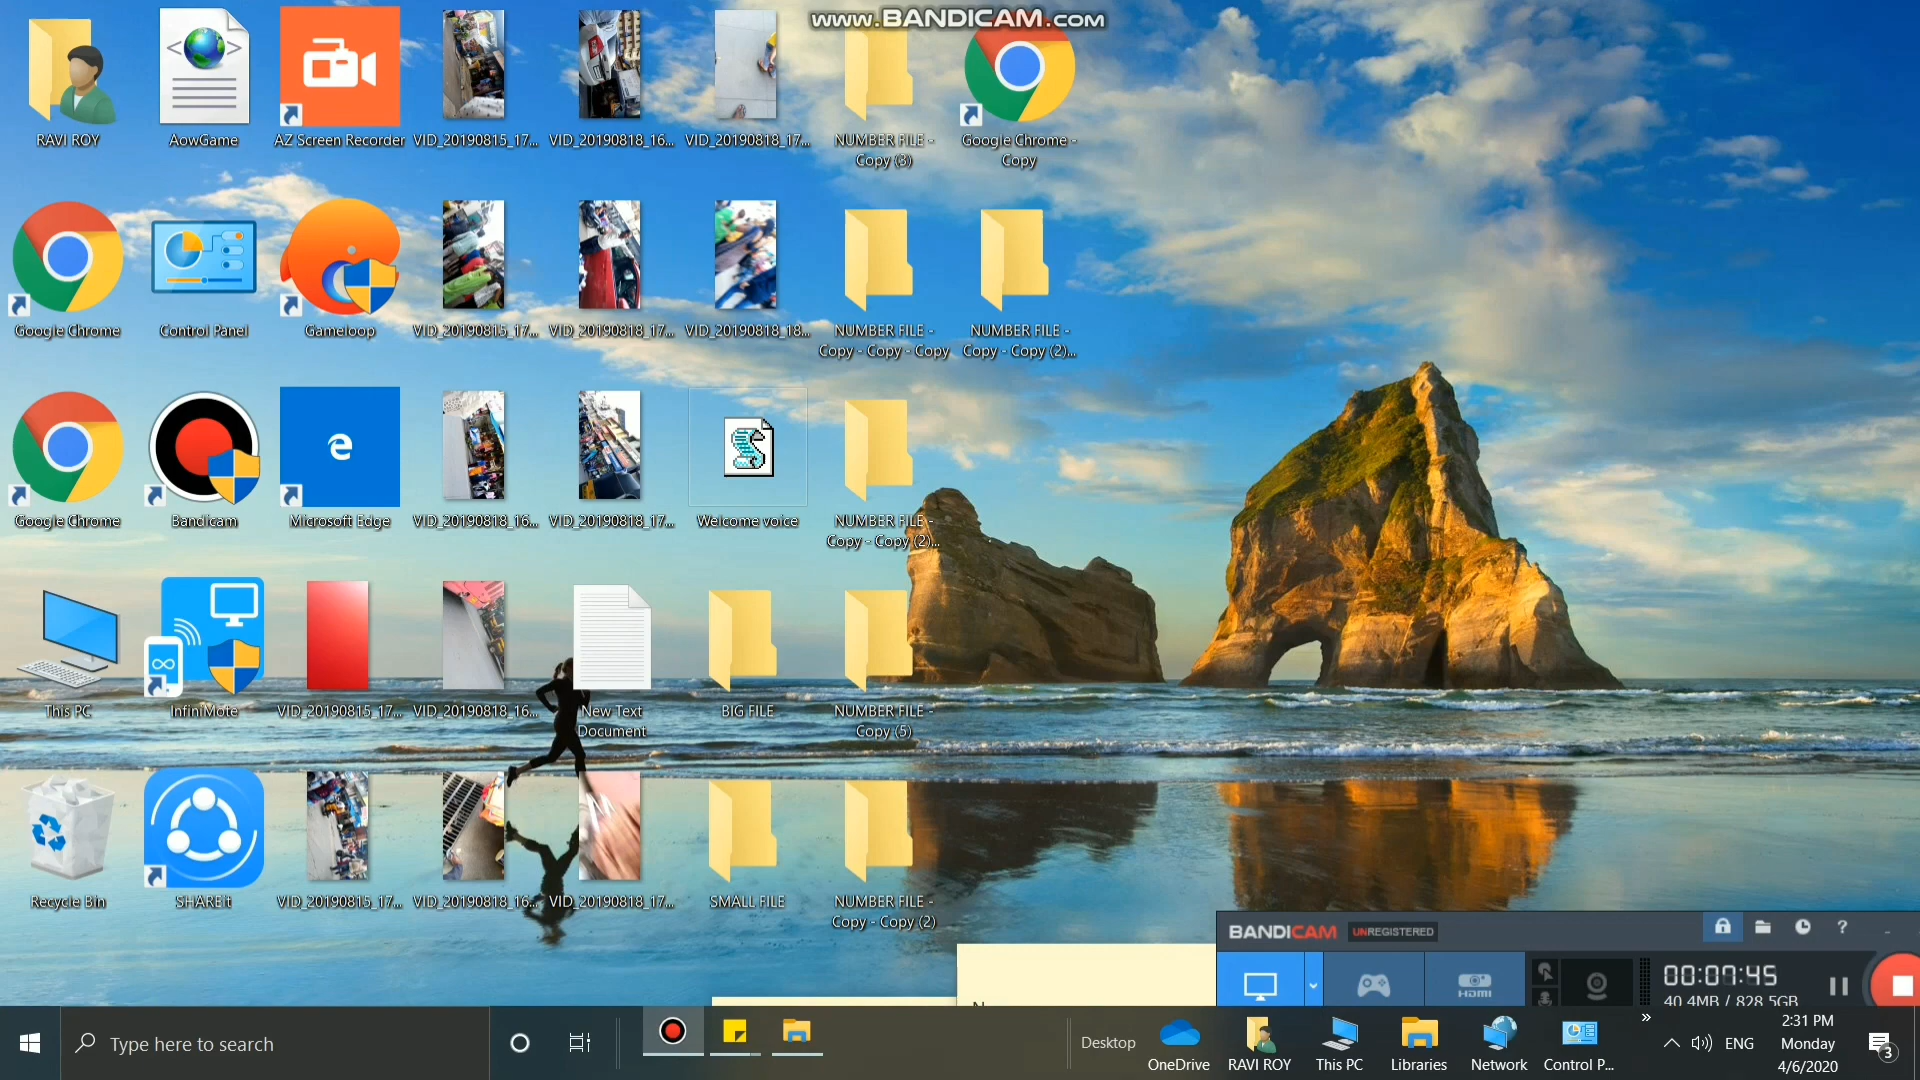 www.BANDICAM.com
RAVI ROY
AowGame
AZ Screen Recorder
VID_20190815_17...
VID_20190818_16...
VID_20190818_17...
NUMBER FILE -
Copy (3)
Google Chrome -
Copy
Google Chrome
Control Panel
Gameloop
VID_20190815_17...
VID_20190818_17...
VID_20190818_18...
NUMBER FILE -
Copy - Copy - Copy
NUMBER FILE -
Copy - Copy (2)...
Google Chrome
Bandicam
Microsoft Edge
VID_20190818_16...
VID_20190818_17...
Welcome voice
NUMBER FILE -
Copy - Copy (2)...
This PC
InfiniMote
VID_20190815_17...
VID_20190818_16...
New Text
Document
BIG FILE
NUMBER FILE -
Copy (5)
Recycle Bin
SHAREit
VID_20190815_17...
VID_20190818_16...
VID_20190818_17...
SMALL FILE
NUMBER FILE -
Copy - Copy (2)
BANDICAM UNREGISTERED
HDMI
00:07:45
40.4MB / 828.5GB
Type here to search
Desktop
OneDrive
RAVI ROY
This PC
Libraries
Network
Control P...
ENG
2:31 PM
Monday
4/6/2020
3